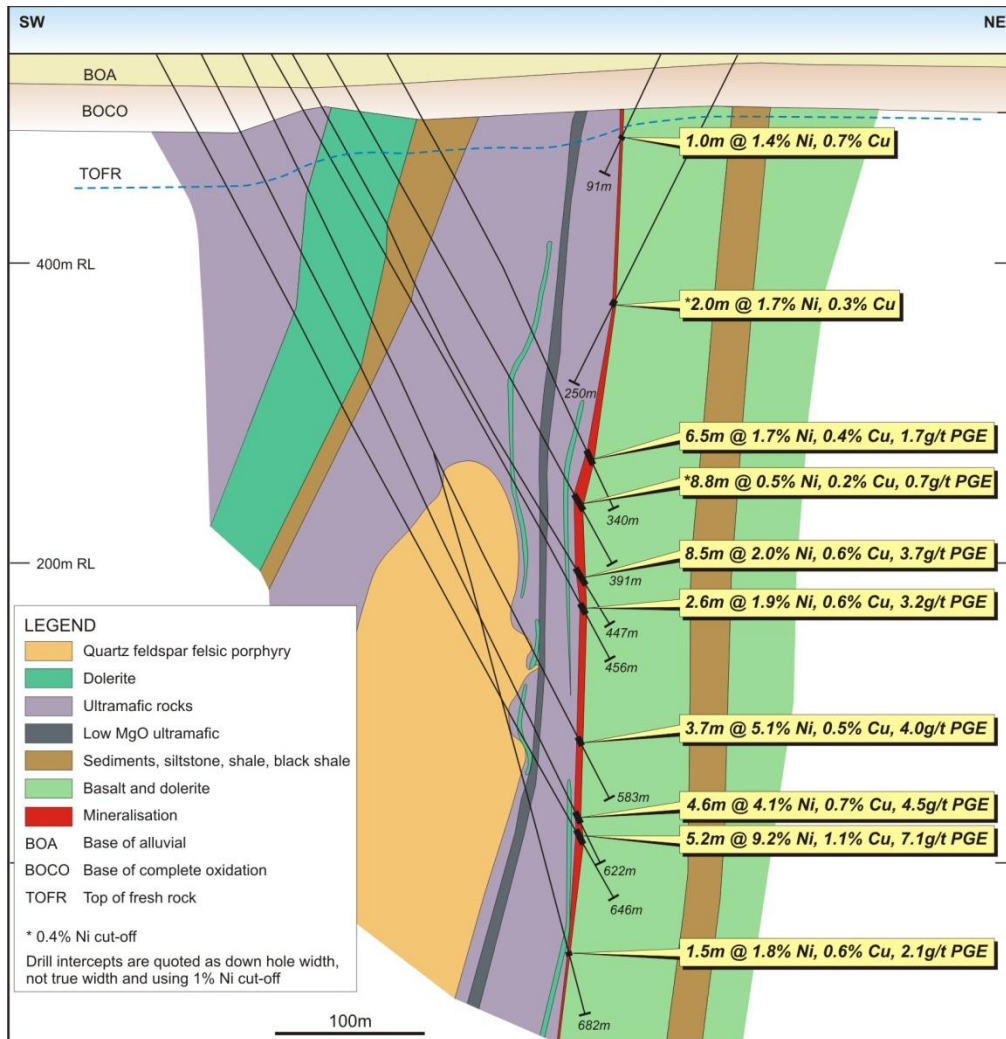 SW
NE
BOA
BOCO
TOFR
1.0m @ 1.4% Ni, 0.7% Cu
91m
400m RL
*2.0m @ 1.7% Ni, 0.3% Cu
250m
6.5m @ 1.7% Ni, 0.4% Cu, 1.7g/t PGE
*8.8m @ 0.5% Ni, 0.2% Cu, 0.7g/t PGE
340m
200m RL
8.5m @ 2.0% Ni, 0.6% Cu, 3.7g/t PGE
391m
2.6m @ 1.9% Ni, 0.6% Cu, 3.2g/t PGE
447m
456m
3.7m @ 5.1% Ni, 0.5% Cu, 4.0g/t PGE
583m
4.6m @ 4.1% Ni, 0.7% Cu, 4.5g/t PGE
5.2m @ 9.2% Ni, 1.1% Cu, 7.1g/t PGE
622m
646m
1.5m @ 1.8% Ni, 0.6% Cu, 2.1g/t PGE
682m
LEGEND
Quartz feldspar felsic porphyry
Dolerite
Ultramafic rocks
Low MgO ultramafic
Sediments, siltstone, shale, black shale
Basalt and dolerite
Mineralisation
BOA Base of alluvial
BOCO Base of complete oxidation
TOFR Top of fresh rock
* 0.4% Ni cut-off
Drill intercepts are quoted as down hole width,
not true width and using 1% Ni cut-off
100m